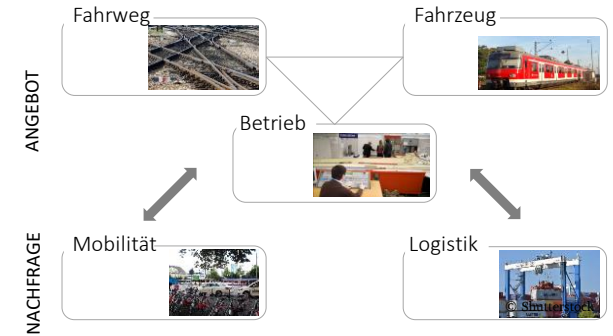 Fahrweg
Fahrzeug
ANGEBOT
Betrieb
NACHFRAGE
Mobilität
Logistik
© Shutterstock